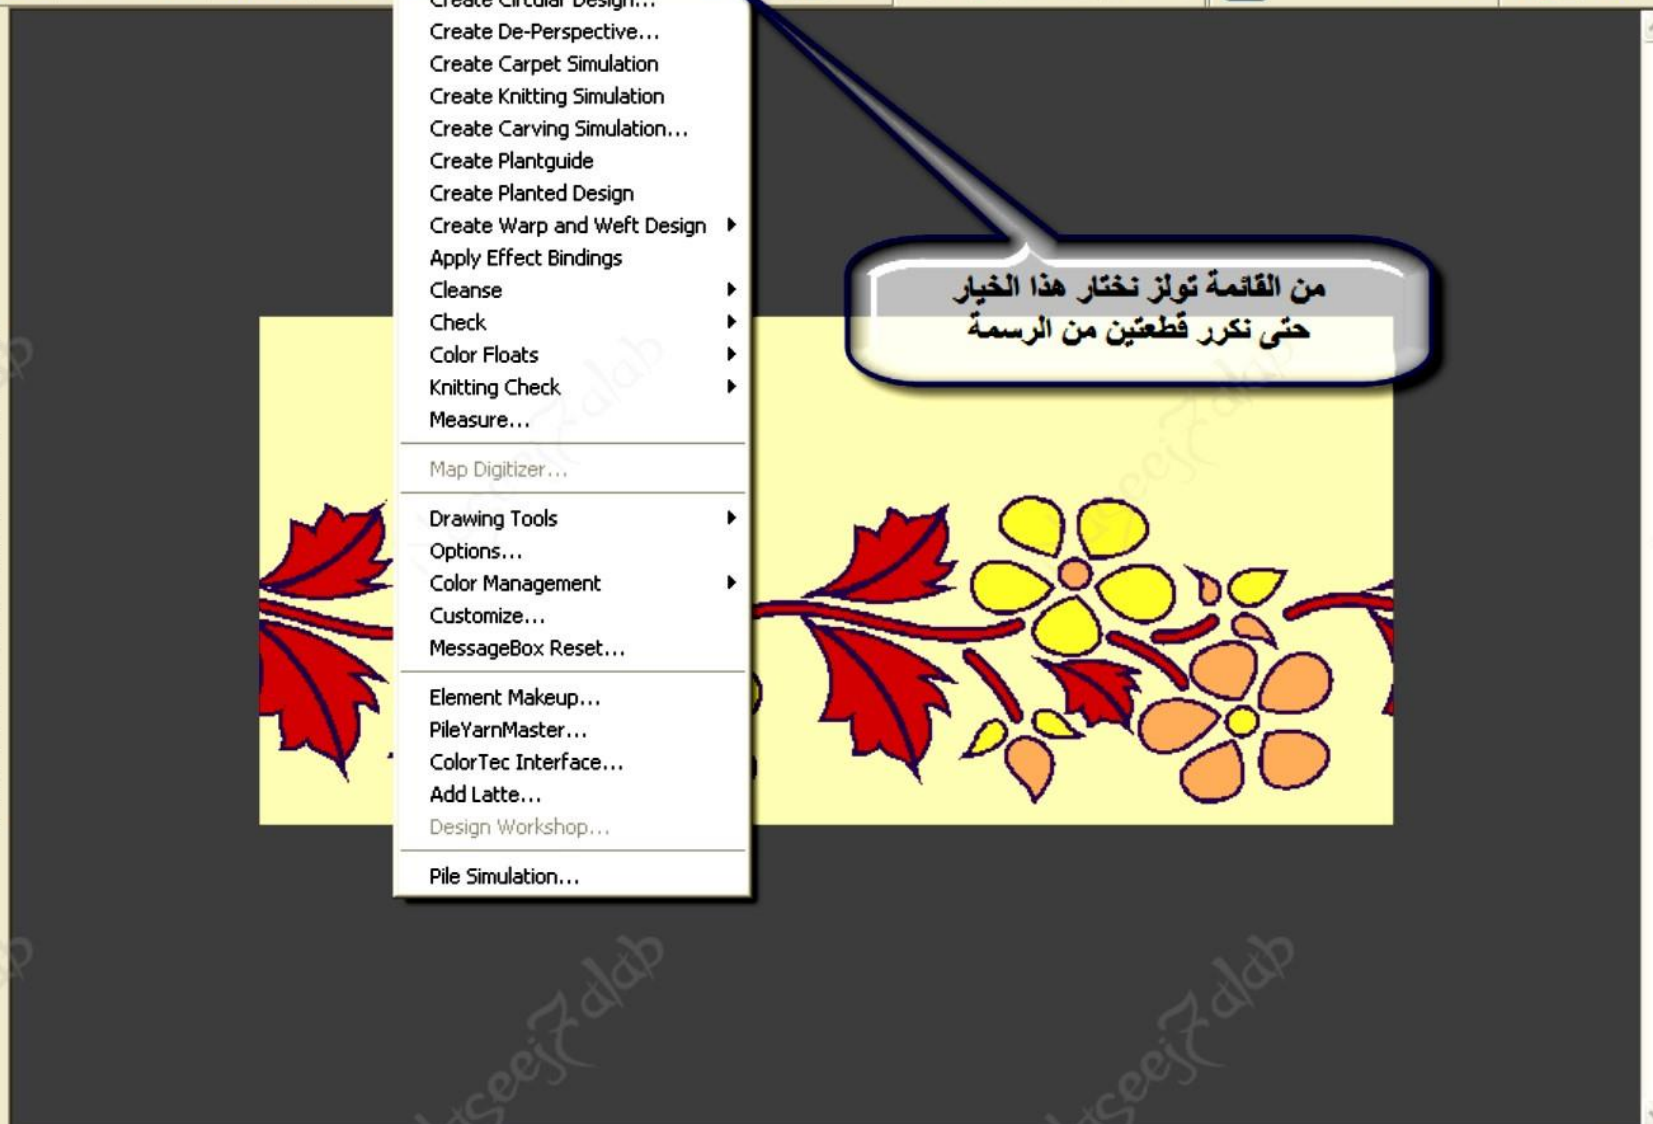 Create Circular Design...
Create De-Perspective...
Create Carpet Simulation
Create Knitting Simulation
Create Carving Simulation...
Create Plantguide
Create Planted Design
Create Warp and Weft Design
Apply Effect Bindings
Cleanse
Check
Color Floats
Knitting Check
Measure...
Map Digitizer...
Drawing Tools
Options...
Color Management
Customize...
MessageBox Reset...
Element Makeup...
PileYarnMaster...
ColorTec Interface...
Add Latte...
Design Workshop...
Pile Simulation...
من القائمة تولز نختار هذا الخيار
حتى نكرر قطعتين من الرسمة